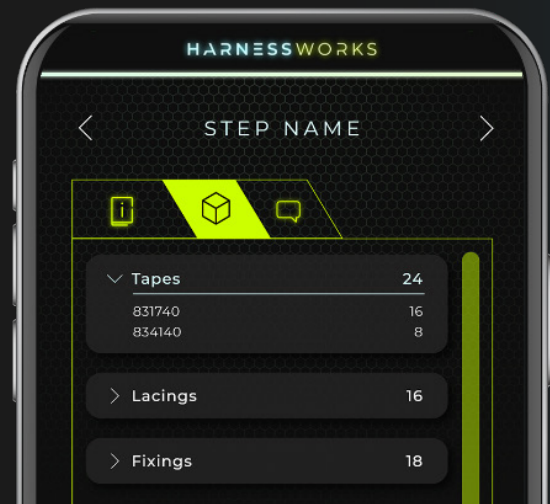 HARNESSWORKS
STEP NAME
i
Tapes 24
831740 16
834140 8
Lacings 16
Fixings 18